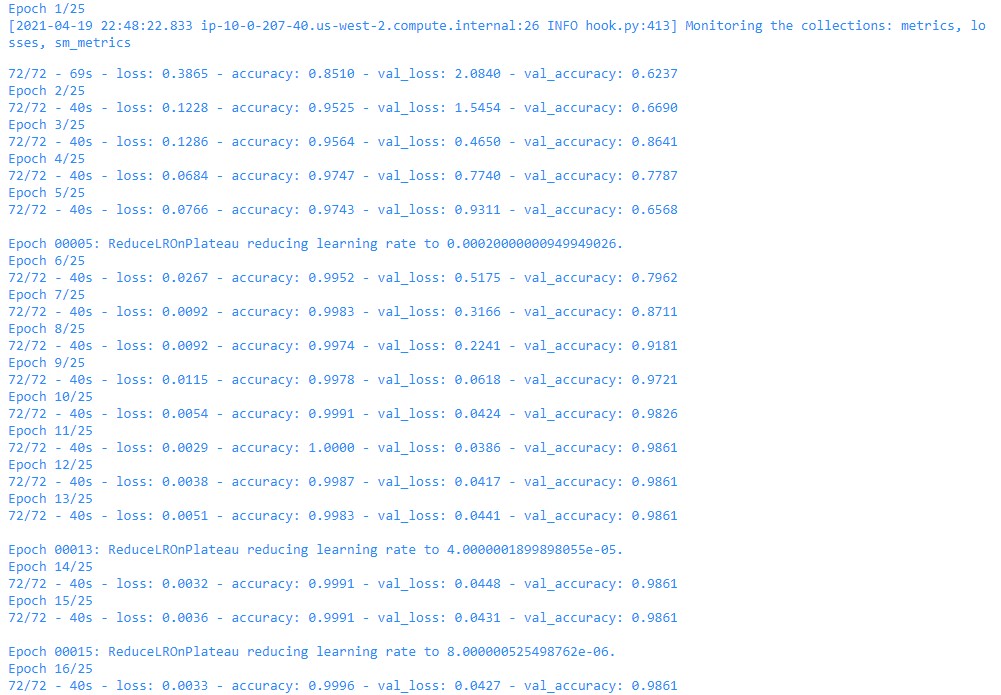 Epoch 1/25
[2021-04-19 22:48:22.833 ip-10-0-207-40.us-west-2.compute.internal:26 INFO hook.py:413] Monitoring the collections: metrics, lo
sses, sm_metrics
72/72 - 69s - loss: 0.3865 - accuracy: 0.8510 - val_loss: 2.0840 - val_accuracy: 0.6237
Epoch 2/25
72/72 - 40s - loss: 0.1228 - accuracy: 0.9525 - val_loss: 1.5454 - val_accuracy: 0.6690
Epoch 3/25
72/72 - 40s - loss: 0.1286 - accuracy: 0.9564 - val_loss: 0.4650 - val_accuracy: 0.8641
Epoch 4/25
72/72 - 40s - loss: 0.0684 - accuracy: 0.9747 - val_loss: 0.7740 - val_accuracy: 0.7787
Epoch 5/25
72/72 - 40s - loss: 0.0766 - accuracy: 0.9743 - val_loss: 0.9311 - val_accuracy: 0.6568
Epoch 00005: ReduceLROnPlateau reducing learning rate to 0.00020000000949949026.
Epoch 6/25
72/72 - 40s - loss: 0.0267 - accuracy: 0.9952 - val_loss: 0.5175 - val_accuracy: 0.7962
Epoch 7/25
72/72 - 40s - loss: 0.0092 - accuracy: 0.9983 - val_loss: 0.3166 - val_accuracy: 0.8711
Epoch 8/25
72/72 - 40s - loss: 0.0092 - accuracy: 0.9974 - val_loss: 0.2241 - val_accuracy: 0.9181
Epoch 9/25
72/72 - 40s - loss: 0.0115 - accuracy: 0.9978 - val_loss: 0.0618 - val_accuracy: 0.9721
Epoch 10/25
72/72 - 40s - loss: 0.0054 - accuracy: 0.9991 - val_loss: 0.0424 - val_accuracy: 0.9826
Epoch 11/25
72/72 - 40s - loss: 0.0029 - accuracy: 1.0000 - val_loss: 0.0386 - val_accuracy: 0.9861
Epoch 12/25
72/72 - 40s - loss: 0.0038 - accuracy: 0.9987 - val_loss: 0.0417 - val_accuracy: 0.9861
Epoch 13/25
72/72 - 40s - loss: 0.0051 - accuracy: 0.9983 - val_loss: 0.0441 - val_accuracy: 0.9861
Epoch 00013: ReduceLROnPlateau reducing learning rate to 4.0000001899898055e-05.
Epoch 14/25
72/72 - 40s - loss: 0.0032 - accuracy: 0.9991 - val_loss: 0.0448 - val_accuracy: 0.9861
Epoch 15/25
72/72 - 40s - loss: 0.0036 - accuracy: 0.9991 - val_loss: 0.0431 - val_accuracy: 0.9861
Epoch 00015: ReduceLROnPlateau reducing learning rate to 8.000000525498762e-06.
Epoch 16/25
72/72 - 40s - loss: 0.0033 - accuracy: 0.9996 - val_loss: 0.0427 - val_accuracy: 0.9861